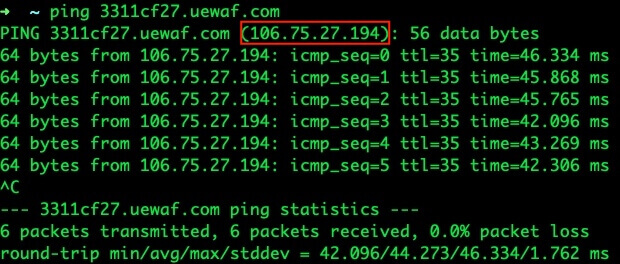 ➜ ~ ping 3311cf27.uewaf.com
PING 3311cf27.uewaf.com (106.75.27.194): 56 data bytes
64 bytes from 106.75.27.194: icmp_seq=0 ttl=35 time=46.334 ms
64 bytes from 106.75.27.194: icmp_seq=1 ttl=35 time=45.868 ms
64 bytes from 106.75.27.194: icmp_seq=2 ttl=35 time=45.765 ms
64 bytes from 106.75.27.194: icmp_seq=3 ttl=35 time=42.096 ms
64 bytes from 106.75.27.194: icmp_seq=4 ttl=35 time=43.269 ms
64 bytes from 106.75.27.194: icmp_seq=5 ttl=35 time=42.306 ms
^C
--- 3311cf27.uewaf.com ping statistics ---
6 packets transmitted, 6 packets received, 0.0% packet loss
round-trip min/avg/max/stddev = 42.096/44.273/46.334/1.762 ms